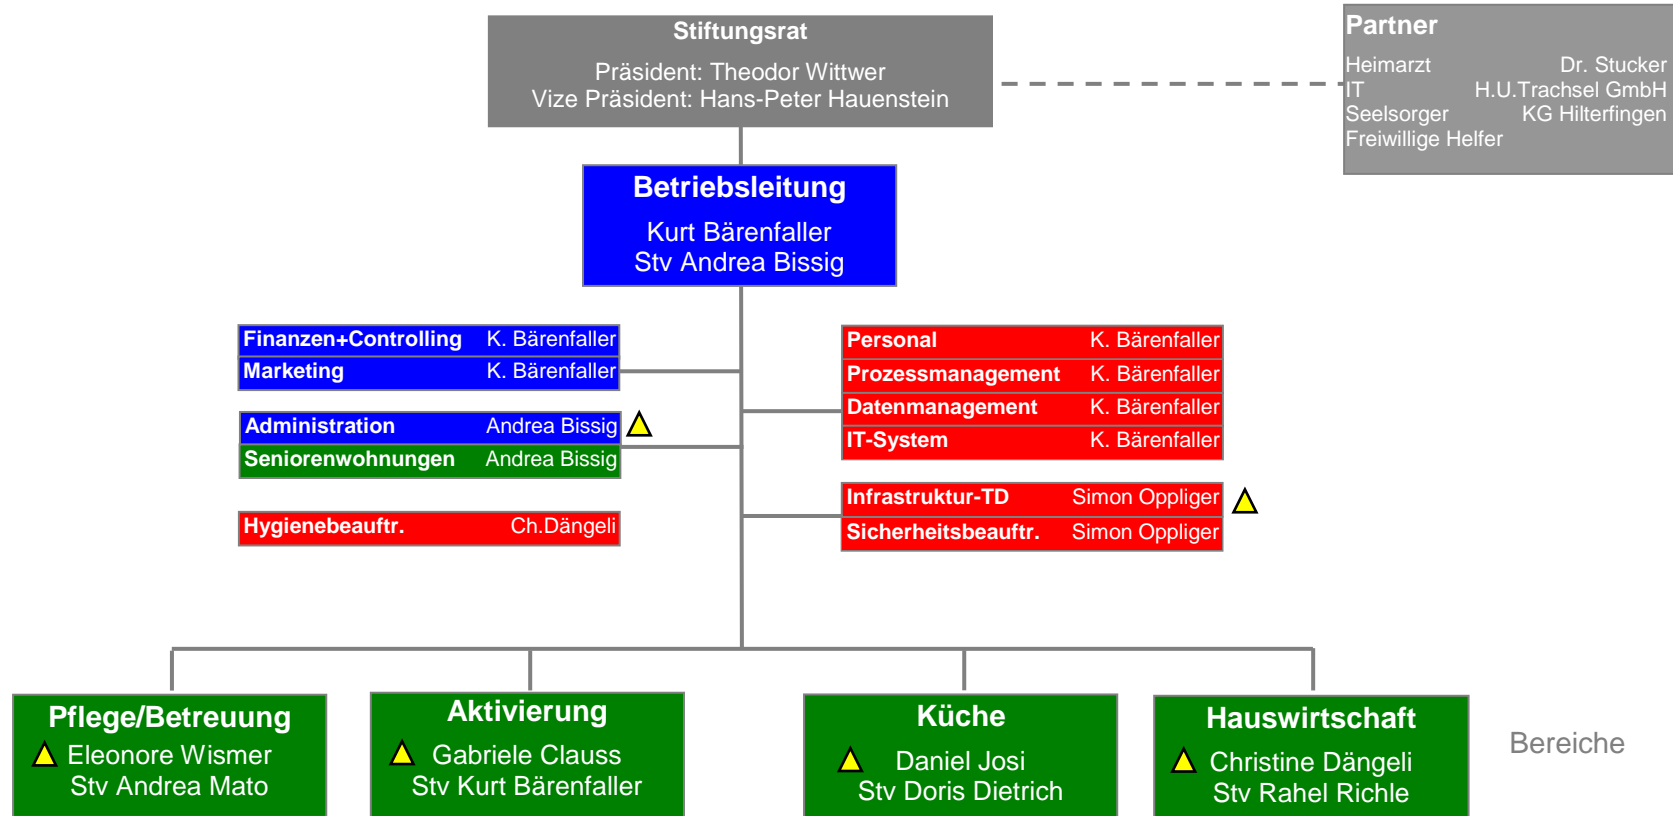 Stiftungsrat
Präsident: Theodor Wittwer
Vize Präsident: Hans-Peter Hauenstein
Partner
Heimarzt Dr. Stucker
IT H.U.Trachsel GmbH
Seelsorger KG Hilterfingen
Freiwillige Helfer
Betriebsleitung
Kurt Bärenfaller
Stv Andrea Bissig
Finanzen+Controlling K. Bärenfaller
Marketing K. Bärenfaller
Administration Andrea Bissig
Seniorenwohnungen Andrea Bissig
Hygienebeauftr. Ch.Dängeli
Personal K. Bärenfaller
Prozessmanagement K. Bärenfaller
Datenmanagement K. Bärenfaller
IT-System K. Bärenfaller
Infrastruktur-TD Simon Oppliger
Sicherheitsbeauftr. Simon Oppliger
Pflege/Betreuung
Eleonore Wismer
Stv Andrea Mato
Aktivierung
Gabriele Clauss
Stv Kurt Bärenfaller
Küche
Daniel Josi
Stv Doris Dietrich
Hauswirtschaft
Christine Dängeli
Stv Rahel Richle
Bereiche